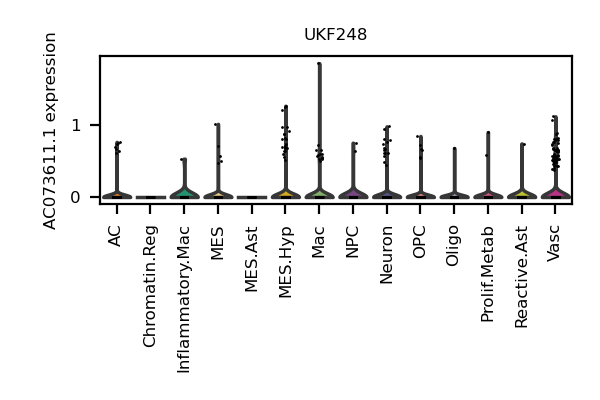 UKF248
AC073611.1 expression
1
0
AC
Chromatin.Reg
Inflammatory.Mac
MES
MES.Ast
MES.Hyp
Mac
NPC
Neuron
OPC
Oligo
Prolif.Metab
Reactive.Ast
Vasc